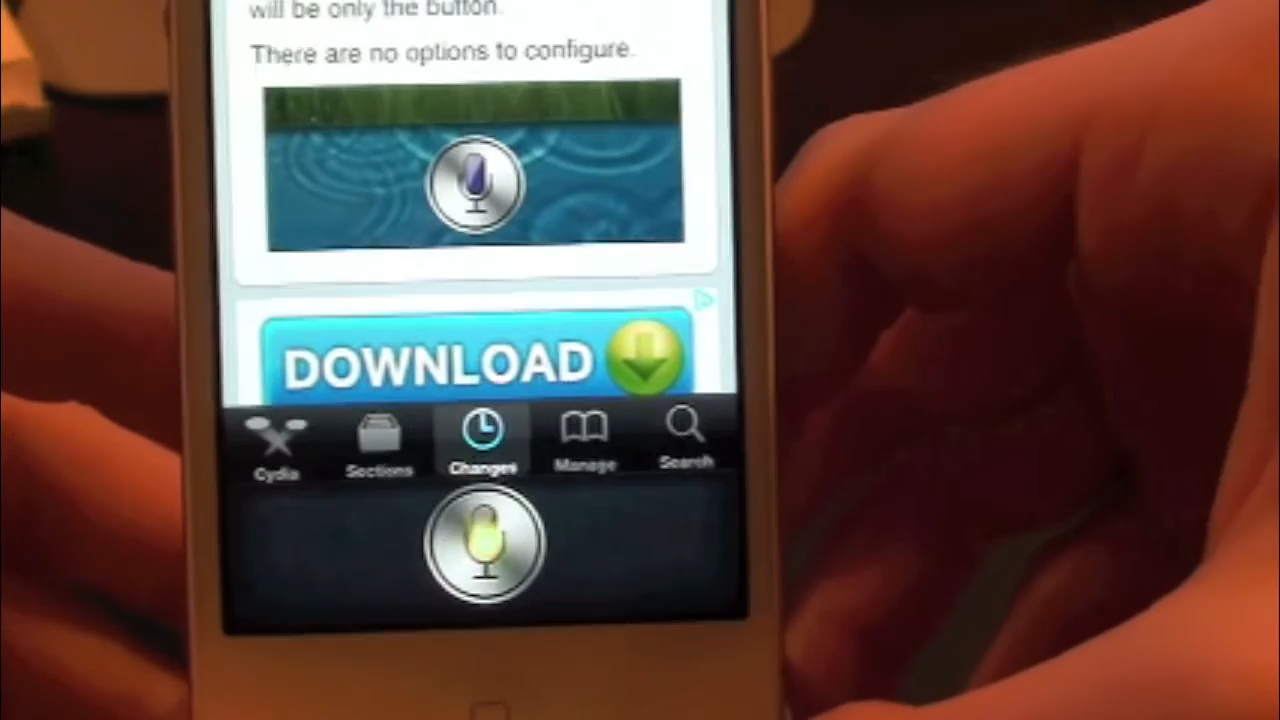 will be only the button.
There are no options to configure.
DOWNLOAD
Cydia Sections Changes Manage Search